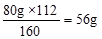 80g ×112
160
= 56g